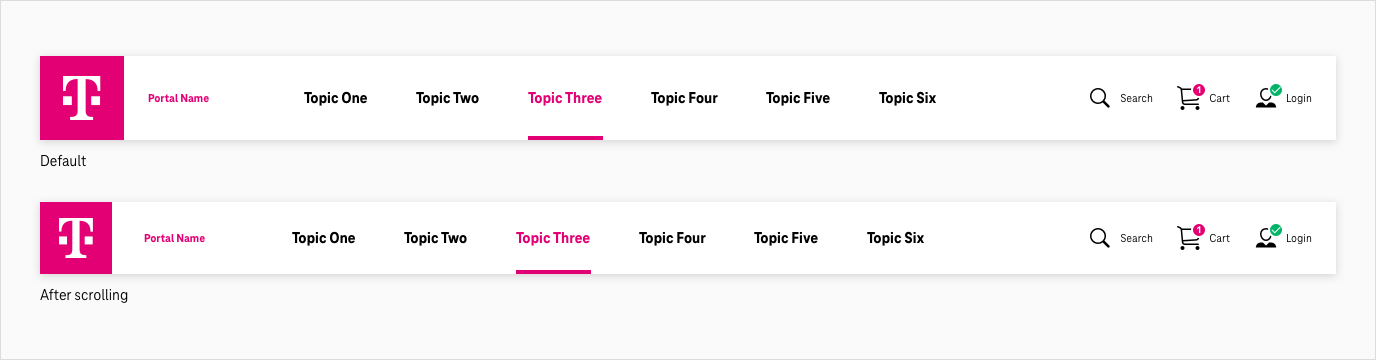 T Portal Name Topic One Topic Two Topic Three Topic Four Topic Five Topic Six Search 1 Cart Login
Default
T Portal Name Topic One Topic Two Topic Three Topic Four Topic Five Topic Six Search 1 Cart Login
After scrolling